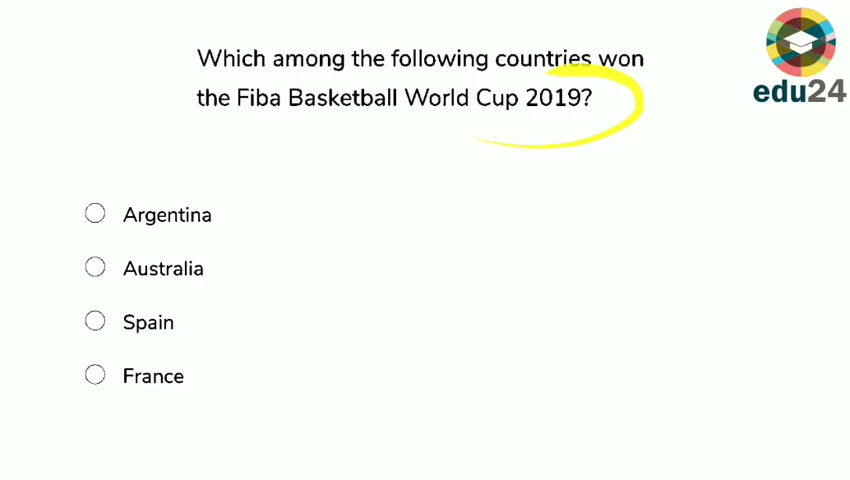 Which among the following countries won
the Fiba Basketball World Cup 2019?
edu24
Argentina
Australia
Spain
France